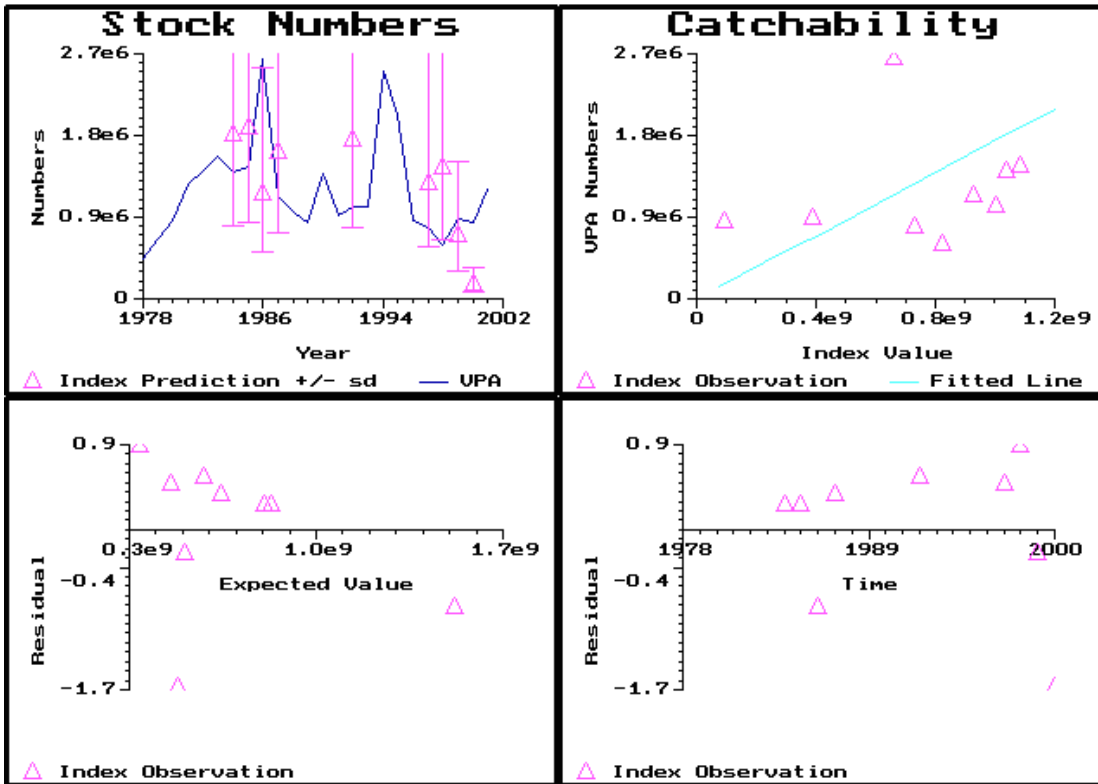 Stock Numbers
2.7e6
1.8e6
0.9e6
0
Numbers
1978 1986 1994 2002
Year
Index Prediction +/- sd VPA
Catchability
2.7e6
1.8e6
0.9e6
0
VPA Numbers
0 0.4e9 0.8e9 1.2e9
Index Value
Index Observation Fitted Line
0.9
-0.4
-1.7
Residual
0.3e9 1.0e9 1.7e9
Expected Value
Index Observation
0.9
-0.4
-1.7
Residual
1978 1989 2000
Time
Index Observation